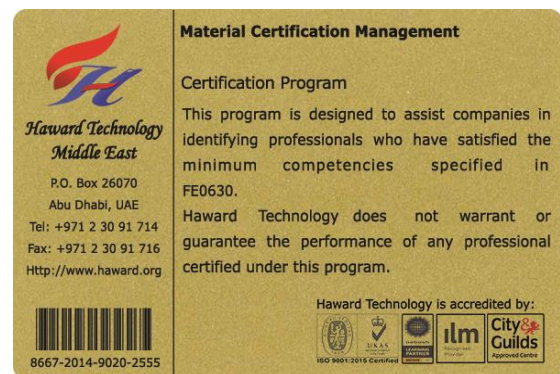 Haward Technology
Middle East
P.O. Box 26070
Abu Dhabi, UAE
Tel: +971 2 30 91 714
Fax: +971 2 30 91 716
Http://www.haward.org
8667-2014-9020-2555
Material Certification Management
Certification Program
This program is designed to assist companies in
identifying professionals who have satisfied the
minimum competencies specified in
FE0630.
Haward Technology does not warrant or
guarantee the performance of any professional
certified under this program.
Haward Technology is accredited by:
UKAS
ISO 9001:2015 Certified
LEARNING
PARTNER
ilm
City&
Guilds
Approved Centre